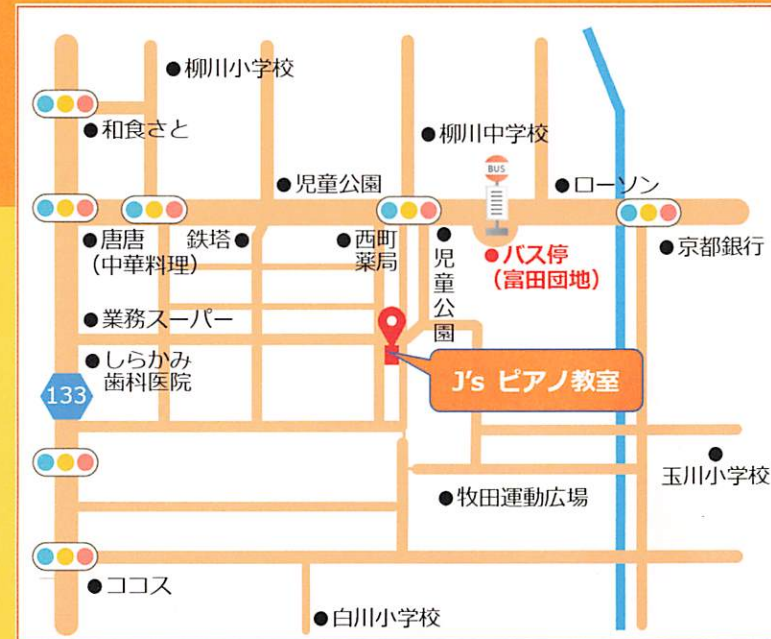 柳川小学校
和食さと
柳川中学校
BUS
児童公園
ローソン
唐唐
(中華料理)
鉄塔
西町
薬局
児童公園
バス停
(富田団地)
京都銀行
業務スーパー
しらかみ
歯科医院
J's ピアノ教室
133
玉川小学校
牧田運動広場
ココス
白川小学校